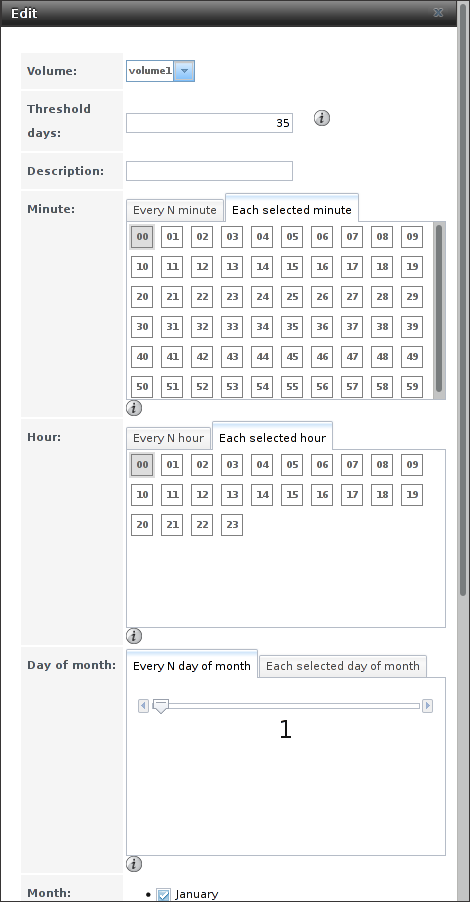 Edit
Volume: volume1
Threshold
days: 35
Description:
Minute: Every N minute Each selected minute
00 01 02 03 04 05 06 07 08 09
10 11 12 13 14 15 16 17 18 19
20 21 22 23 24 25 26 27 28 29
30 31 32 33 34 35 36 37 38 39
40 41 42 43 44 45 46 47 48 49
50 51 52 53 54 55 56 57 58 59
Hour: Every N hour Each selected hour
00 01 02 03 04 05 06 07 08 09
10 11 12 13 14 15 16 17 18 19
20 21 22 23
Day of month: Every N day of month Each selected day of month
1
Month: January